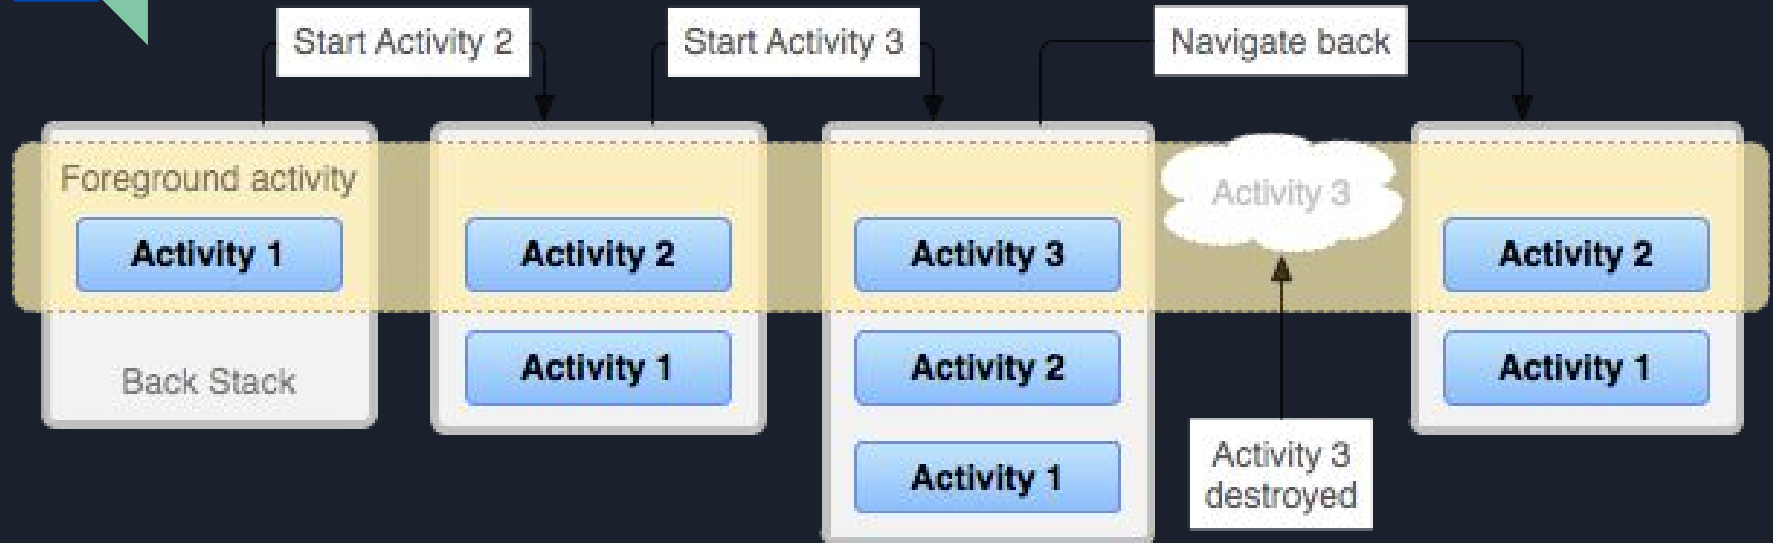 Start Activity 2
Start Activity 3
Navigate back
Foreground activity
Activity 1
Back Stack
Activity 2
Activity 1
Activity 3
Activity 2
Activity 1
Activity 3
Activity 3
destroyed
Activity 2
Activity 1